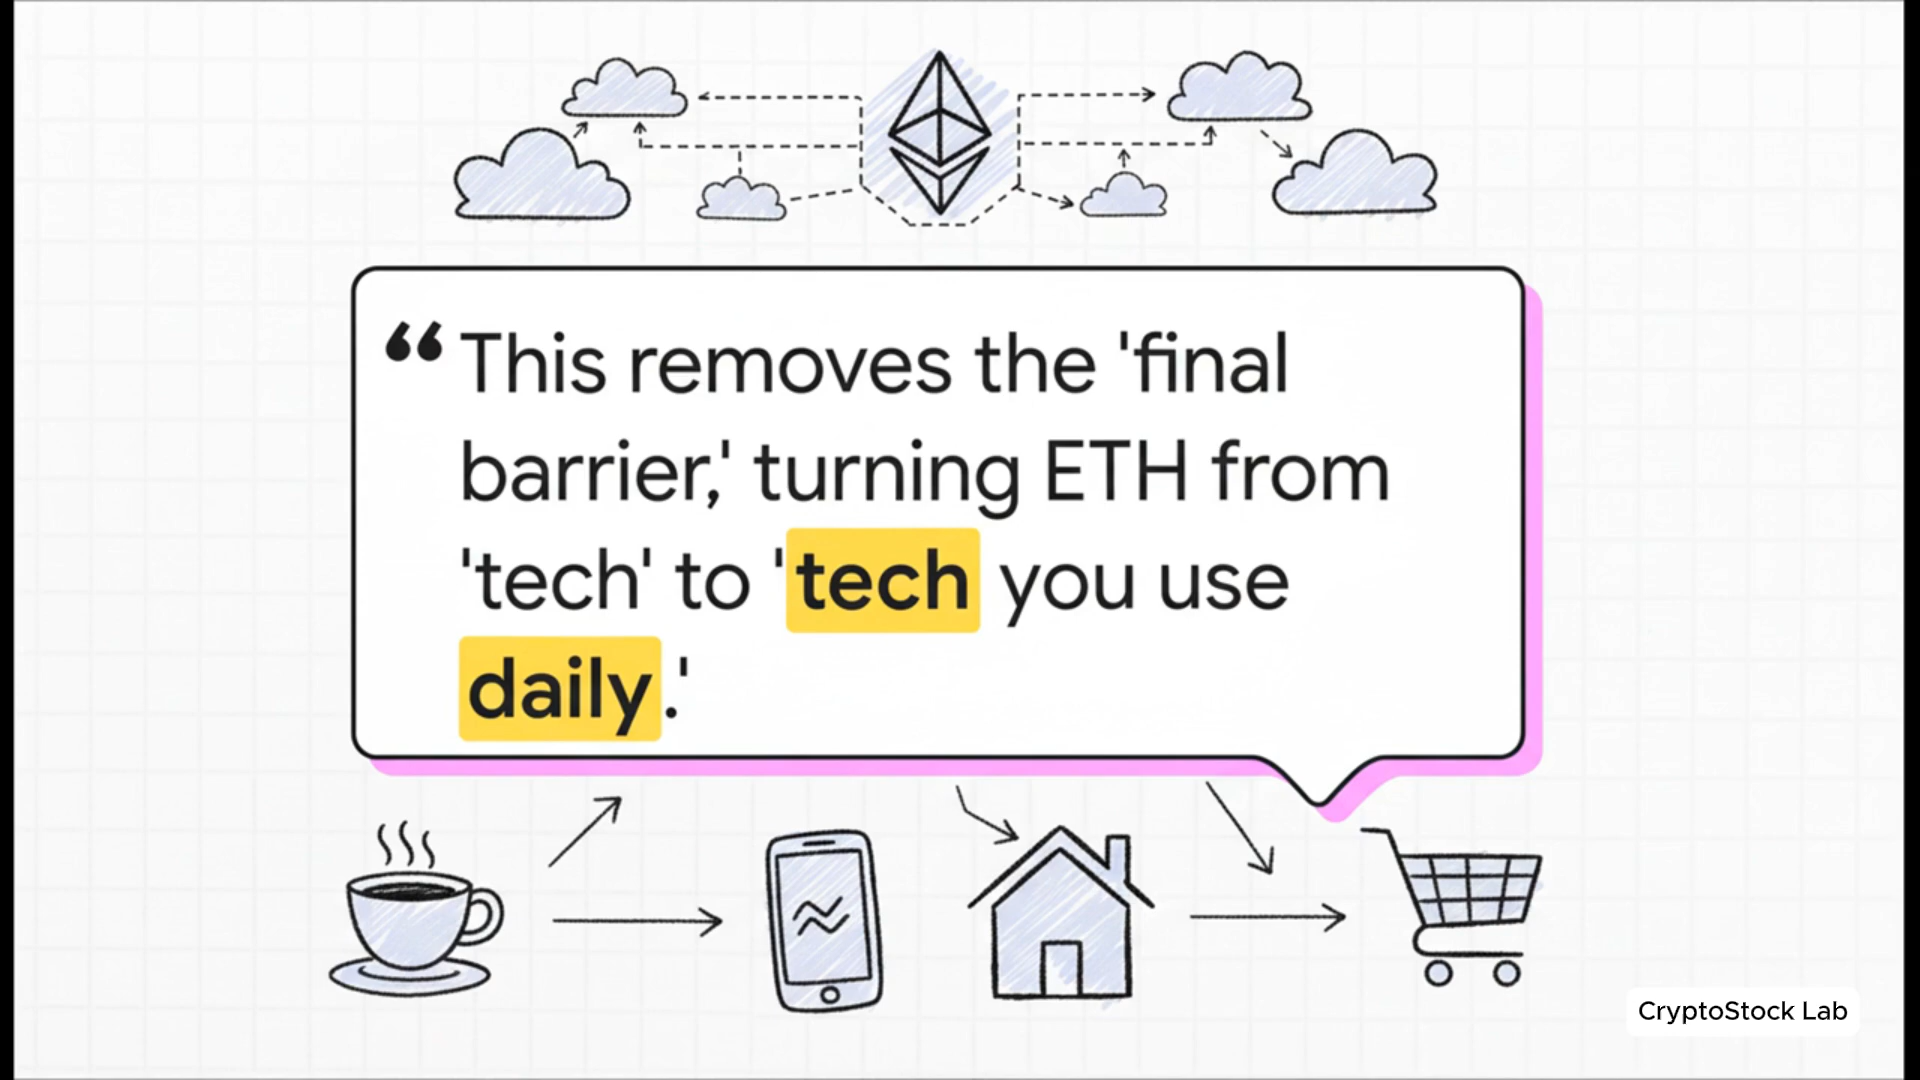 “This removes the 'final
barrier,' turning ETH from
'tech' to 'tech you use
daily.'
CryptoStock Lab